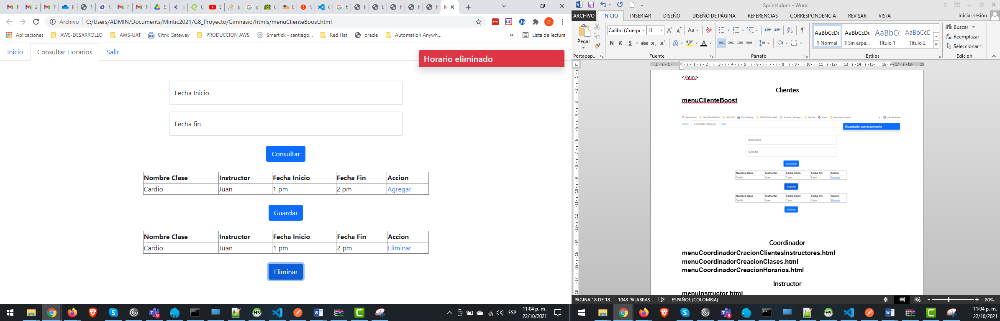 Archivo C:/Users/ADMIN/Documents/Mintic2021/G8_Proyecto/Gimnasio/htmls/menuClienteBoost.html
Aplicaciones AWS-DESARROLLO AWS-UAT Citrix Gateway PRODUCCION AWS Smartick - santiago... Red Hat oracle Automation Anywh... » Lista de lectura
Inicio Consultar Horarios Salir
Horario eliminado
Fecha Inicio
Fecha fin
Consultar
Nombre Clase Instructor Fecha Inicio Fecha Fin Accion
Cardio Juan 1 pm 2 pm Agregar
Guardar
Nombre Clase Instructor Fecha Inicio Fecha Fin Accion
Cardio Juan 1 pm 2 pm Eliminar
Eliminar
ESP 11:04 p. m.
22/10/2021
Sprint4.docx - Word
ARCHIVO INICIO INSERTAR DISEÑO DISEÑO DE PÁGINA REFERENCIAS CORRESPONDENCIA REVISAR VISTA Iniciar sesión
Pegar
Portapap...
Calibri (Cuerpo 11
N K S abc x₂ x²
Fuente
Párrafo
AaBbCcDc AaBbCcDc AaBbCc AaBbCcD
¶ Normal ¶ Sin espa... Título 1 Título 2
Estilos
Buscar
Reemplazar
Seleccionar
Edición
</html>
Clientes
menuClienteBoost
Aplicaciones AWS-DESARROLLO AWS-UAT Citrix Gateway PRODUCCION AWS Smartick - santiago... Red Hat oracle Automation Anywh... » Lista de lectura
Inicio Consultar Horarios Salir
Guardado correctamente
Fecha Inicio
Fecha fin
Consultar
Nombre Clase Instructor Fecha Inicio Fecha Fin Accion
Cardio Juan 1 pm 2 pm Agregar
Guardar
Nombre Clase Instructor Fecha Inicio Fecha Fin Accion
Cardio Juan 1 pm 2 pm Eliminar
Eliminar
Coordinador
menuCoordinadorCracionClientesInstructores.html
menuCoordinadorCreacionClases.html
menuCoordinadorCreacionHorarios.html
Instructor
menuInstructor.html
PÁGINA 18 DE 18 1048 PALABRAS ESPAÑOL (COLOMBIA) 80%
11:04 p. m.
22/10/2021